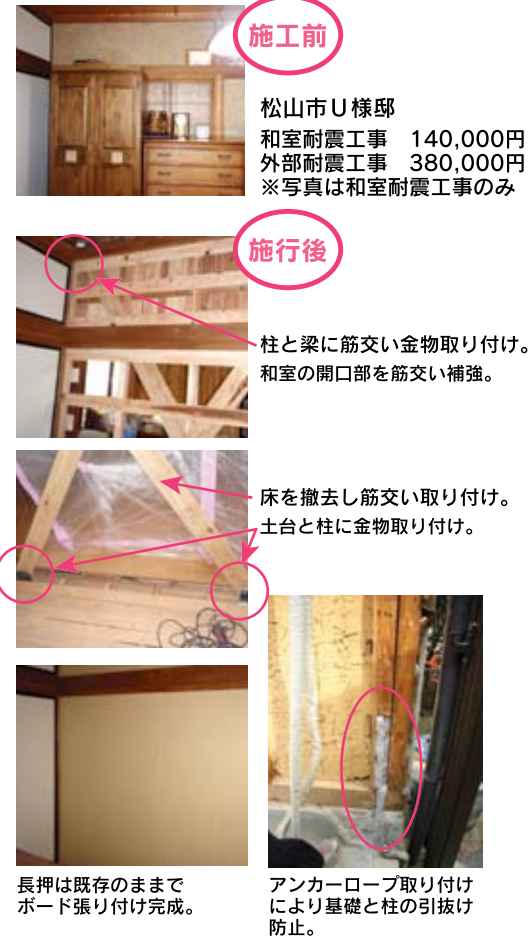 施工前
松山市U様邸
和室耐震工事　140,000円
外部耐震工事　380,000円
※写真は和室耐震工事のみ
施行後
柱と梁に筋交い金物取り付け。
和室の開口部を筋交い補強。
床を撤去し筋交い取り付け。
土台と柱に金物取り付け。
長押は既存のままで
ボード張り付け完成。
アンカーロープ取り付け
により基礎と柱の引抜け
防止。